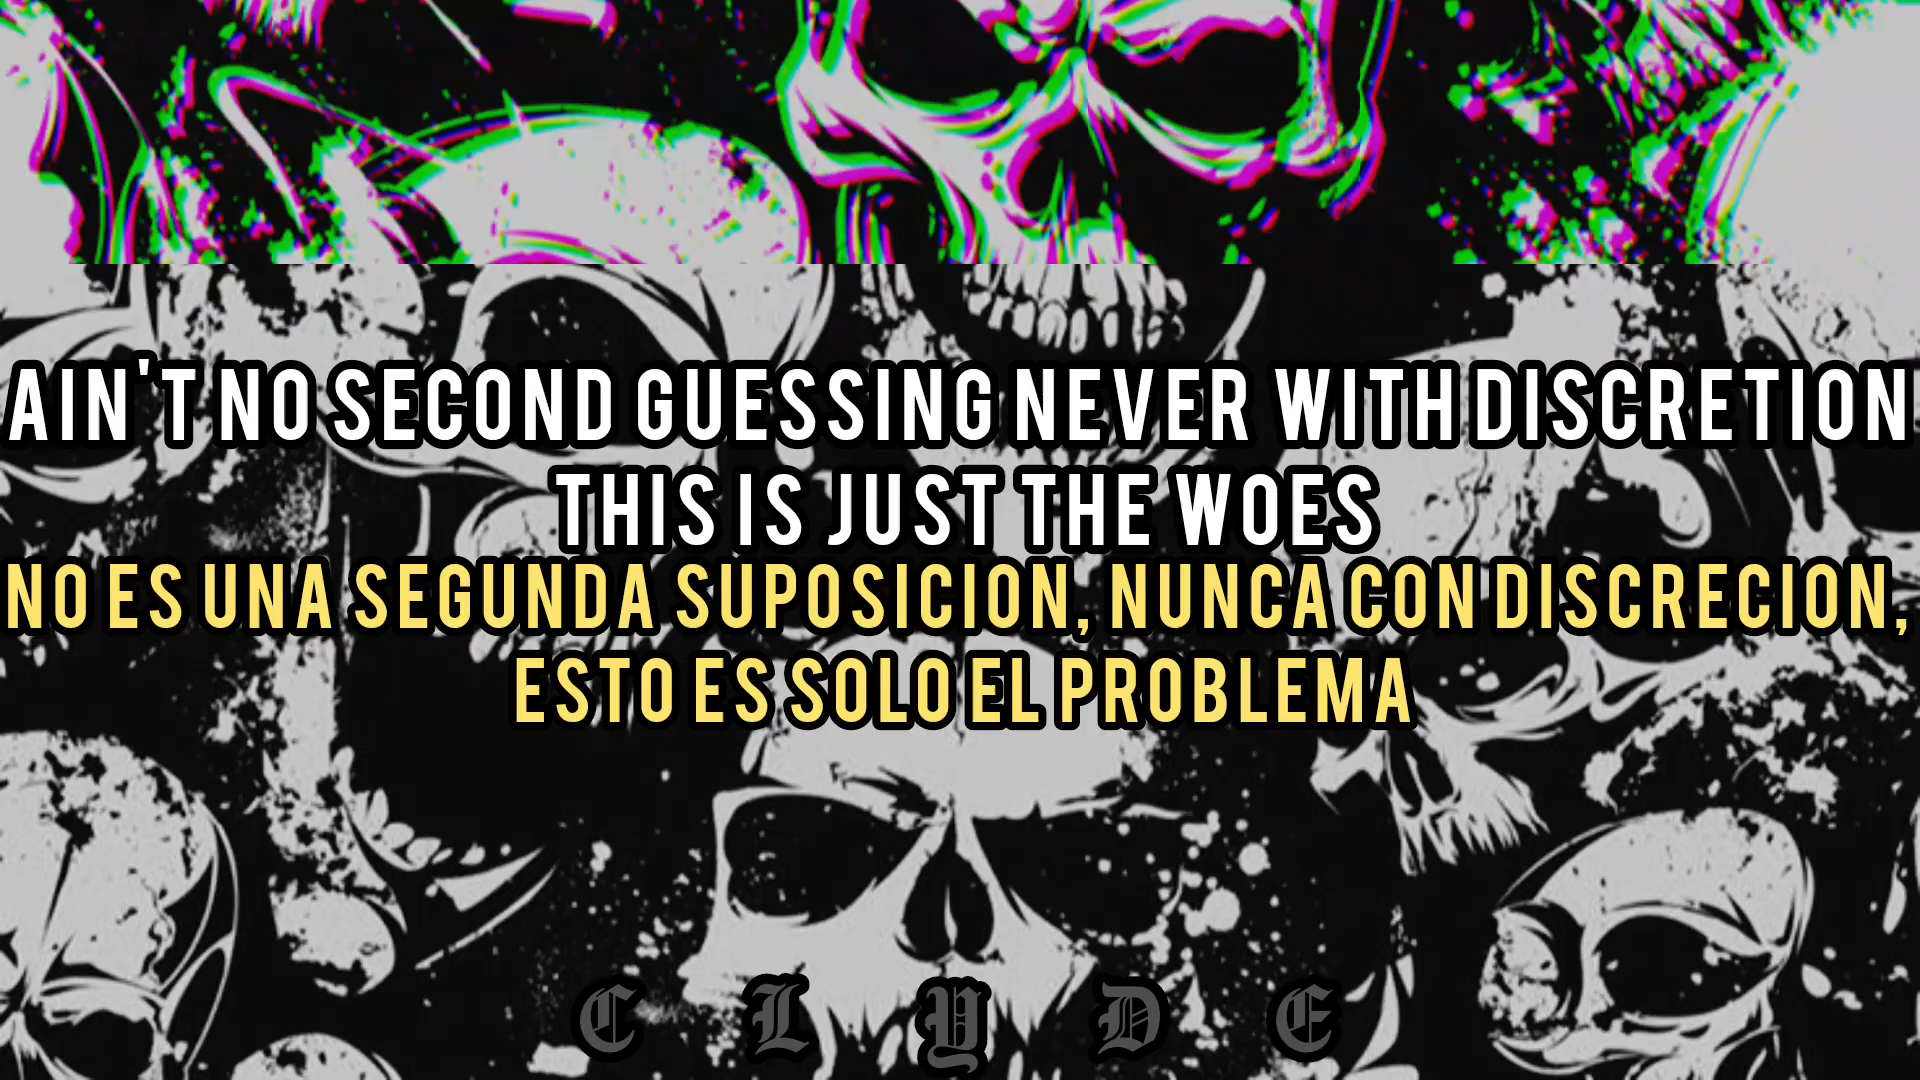 AIN'T NO SECOND GUESSING NEVER WITH DISCRETION
THIS IS JUST THE WOES
NO ES UNA SEGUNDA SUPOSICION, NUNCA CON DISCRECION,
ESTO ES SOLO EL PROBLEMA
CLYDE